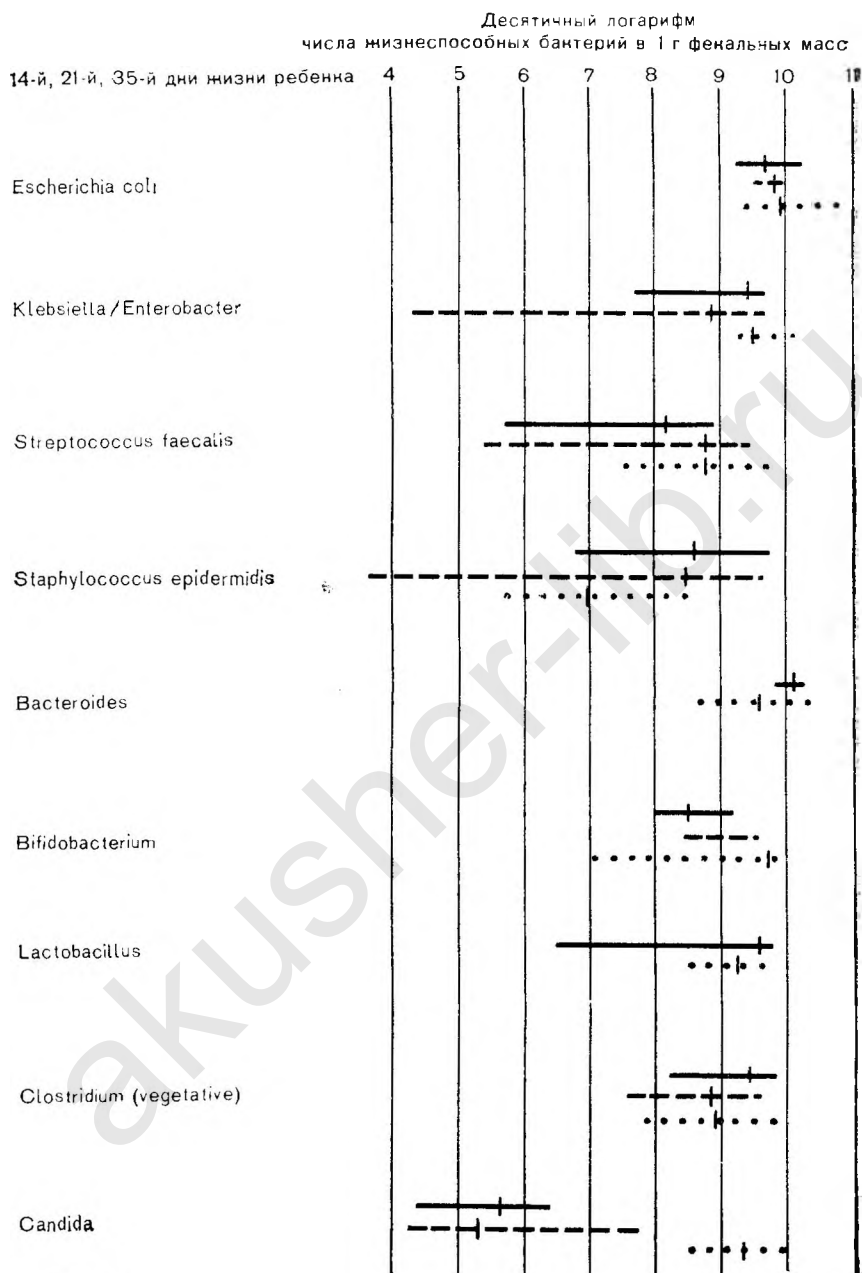 Десятичный логарифм
числа жизнеспособных бактерий в 1 г фекальных масс
14-й, 21-й, 35-й дни жизни ребенка 4 5 6 7 8 9 10 11
Escherichia coli
Klebsiella/Enterobacter
Streptococcus faecalis
Staphylococcus epidermidis
Bacteroides
Bifidobacterium
Lactobacillus
Clostridium (vegetative)
Candida
akusher-lib.ru